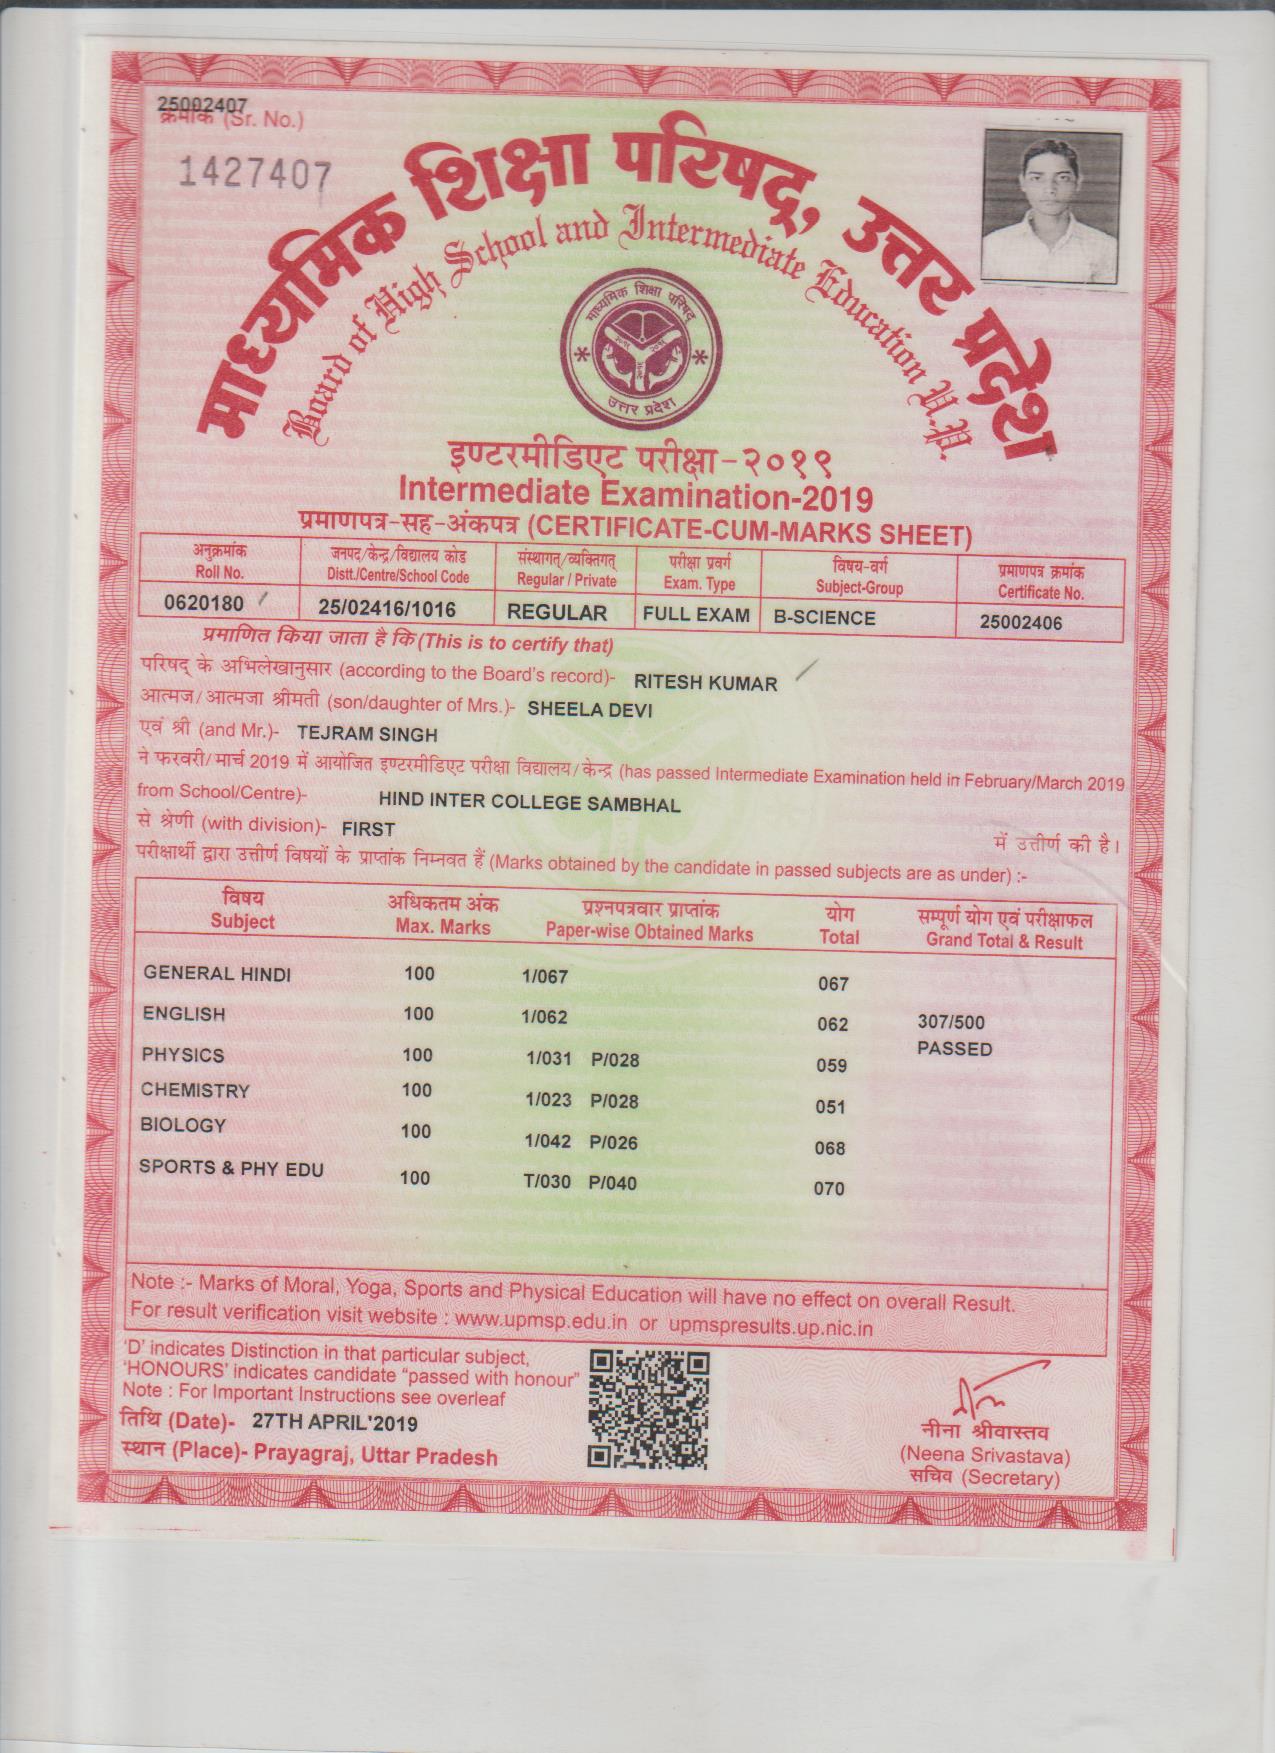 25002407
क्रमांक (Sr. No.)
1427407
माध्यमिक शिक्षा परिषद्, उत्तर प्रदेश
Board of High School and Intermediate Education U.P.
माध्यमिक शिक्षा परिषद्
उत्तर प्रदेश
इण्टरमीडिएट परीक्षा-२०१९
Intermediate Examination-2019
प्रमाणपत्र-सह-अंकपत्र (CERTIFICATE-CUM-MARKS SHEET)
अनुक्रमांक जनपद/केन्द्र/विद्यालय कोड संस्थागत्/व्यक्तिगत् परीक्षा प्रवर्ग विषय-वर्ग प्रमाणपत्र क्रमांक
Roll No. Distt./Centre/School Code Regular / Private Exam. Type Subject-Group Certificate No.
0620180 25/02416/1016 REGULAR FULL EXAM B-SCIENCE 25002406
प्रमाणित किया जाता है कि (This is to certify that)
परिषद् के अभिलेखानुसार (according to the Board's record)- RITESH KUMAR
आत्मज/आत्मजा श्रीमती (son/daughter of Mrs.)- SHEELA DEVI
एवं श्री (and Mr.)- TEJRAM SINGH
ने फरवरी/मार्च 2019 में आयोजित इण्टरमीडिएट परीक्षा विद्यालय/केन्द्र (has passed Intermediate Examination held in February/March 2019
from School/Centre)- HIND INTER COLLEGE SAMBHAL
से श्रेणी (with division)- FIRST में उत्तीर्ण की है।
परीक्षार्थी द्वारा उत्तीर्ण विषयों के प्राप्तांक निम्नवत हैं (Marks obtained by the candidate in passed subjects are as under) :-
विषय अधिकतम अंक प्रश्नपत्रवार प्राप्तांक योग सम्पूर्ण योग एवं परीक्षाफल
Subject Max. Marks Paper-wise Obtained Marks Total Grand Total & Result
GENERAL HINDI 100 1/067 067
ENGLISH 100 1/062 062 307/500
PASSED
PHYSICS 100 1/031 P/028 059
CHEMISTRY 100 1/023 P/028 051
BIOLOGY 100 1/042 P/026 068
SPORTS & PHY EDU 100 T/030 P/040 070
Note :- Marks of Moral, Yoga, Sports and Physical Education will have no effect on overall Result.
For result verification visit website : www.upmsp.edu.in or upmspresults.up.nic.in
'D' indicates Distinction in that particular subject,
'HONOURS' indicates candidate "passed with honour"
Note : For Important Instructions see overleaf
तिथि (Date)- 27TH APRIL'2019
स्थान (Place)- Prayagraj, Uttar Pradesh
नीना श्रीवास्तव
(Neena Srivastava)
सचिव (Secretary)